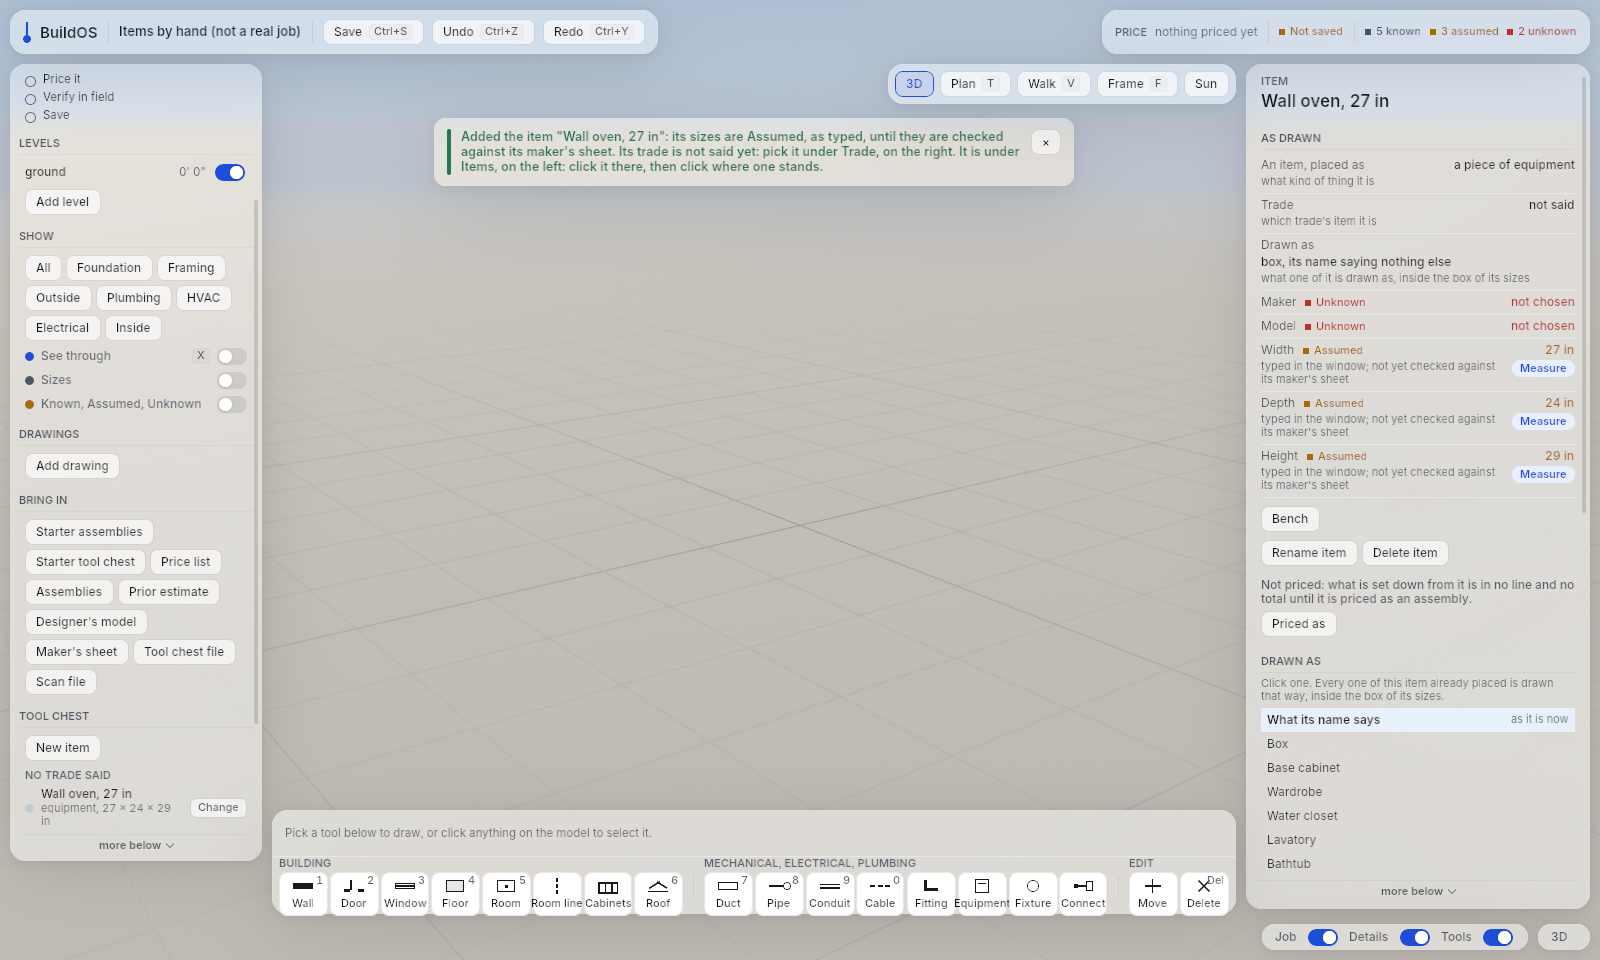 BuildOS
Items by hand (not a real job)
Save Ctrl+S
Undo Ctrl+Z
Redo Ctrl+Y
PRICE nothing priced yet
Not saved
5 known
3 assumed
2 unknown
Price it
Verify in field
Save
LEVELS
ground 0' 0"
Add level
SHOW
All Foundation Framing
Outside Plumbing HVAC
Electrical Inside
See through X
Sizes
Known, Assumed, Unknown
DRAWINGS
Add drawing
BRING IN
Starter assemblies
Starter tool chest Price list
Assemblies Prior estimate
Designer's model
Maker's sheet Tool chest file
Scan file
TOOL CHEST
New item
NO TRADE SAID
Wall oven, 27 in
equipment, 27 × 24 × 29
in
Change
more below
3D
Plan T
Walk V
Frame F
Sun
Added the item "Wall oven, 27 in": its sizes are Assumed, as typed, until they are checked
against its maker's sheet. Its trade is not said yet: pick it under Trade, on the right. It is under
Items, on the left: click it there, then click where one stands.
×
Pick a tool below to draw, or click anything on the model to select it.
BUILDING
1 Wall
2 Door
3 Window
4 Floor
5 Room
Room line
Cabinets
6 Roof
MECHANICAL, ELECTRICAL, PLUMBING
7 Duct
8 Pipe
9 Conduit
0 Cable
Fitting
Equipment
Fixture
Connect
EDIT
Move
Del Delete
ITEM
Wall oven, 27 in
AS DRAWN
An item, placed as a piece of equipment
what kind of thing it is
Trade not said
which trade's item it is
Drawn as
box, its name saying nothing else
what one of it is drawn as, inside the box of its sizes
Maker Unknown not chosen
Model Unknown not chosen
Width Assumed 27 in
typed in the window; not yet checked against
its maker's sheet
Measure
Depth Assumed 24 in
typed in the window; not yet checked against
its maker's sheet
Measure
Height Assumed 29 in
typed in the window; not yet checked against
its maker's sheet
Measure
Bench
Rename item Delete item
Not priced: what is set down from it is in no line and no
total until it is priced as an assembly.
Priced as
DRAWN AS
Click one. Every one of this item already placed is drawn
that way, inside the box of its sizes.
What its name says as it is now
Box
Base cabinet
Wardrobe
Water closet
Lavatory
Bathtub
more below
Job
Details
Tools
3D